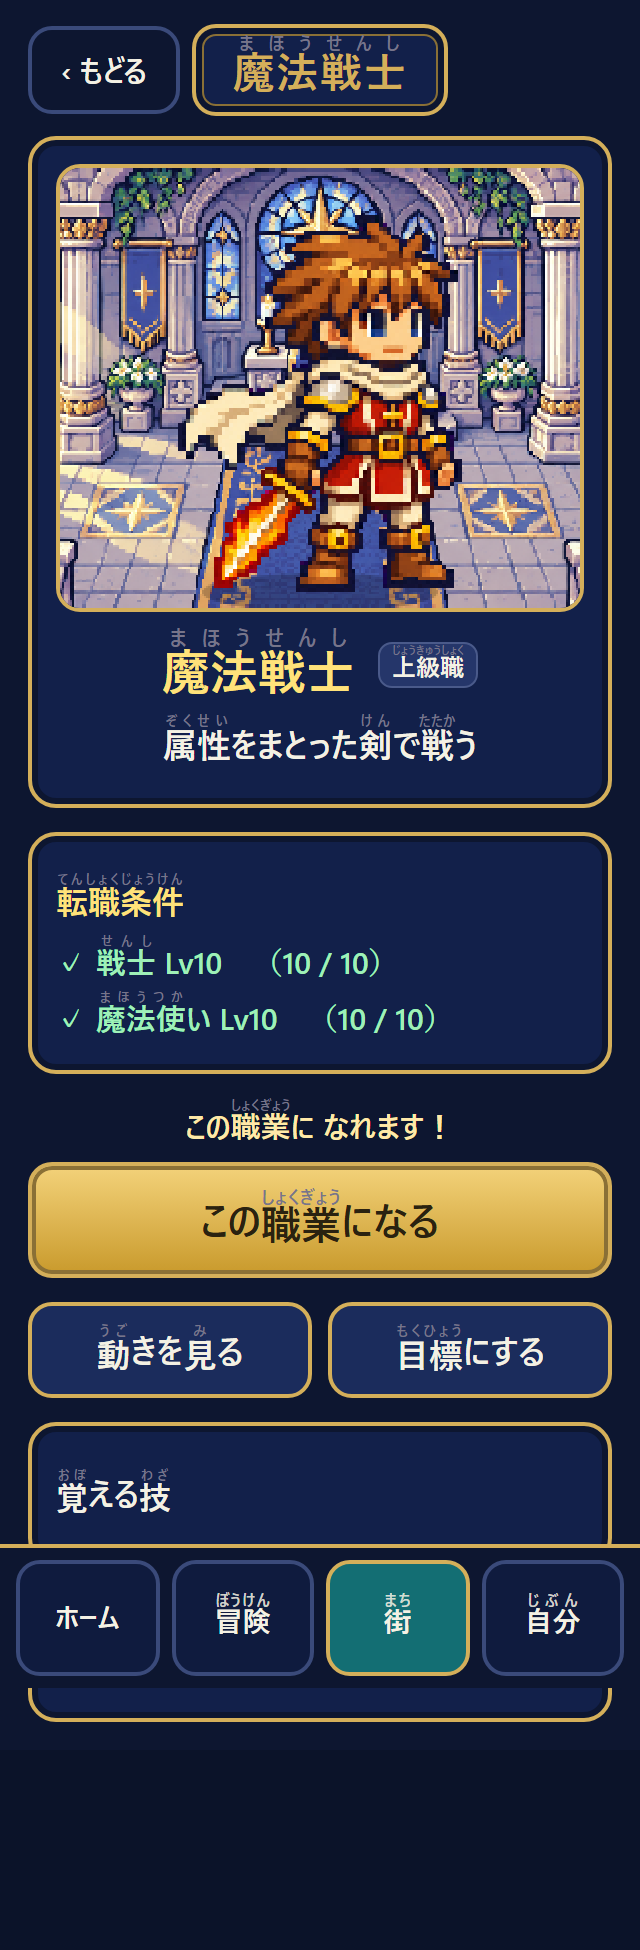 ‹ もどる
まほうせんし
魔法戦士
まほうせんし
魔法戦士
じょうきゅうしょく
上級職
ぞくせい けん たたか
属性をまとった剣で戦う
てんしょくじょうけん
転職条件
せんし
✓ 戦士 Lv10 （10 / 10）
まほうつか
✓ 魔法使い Lv10 （10 / 10）
しょくぎょう
この職業に なれます！
しょくぎょう
この職業になる
うご み
動きを見る
もくひょう
目標にする
おぼ わざ
覚える技
ホーム
ぼうけん
冒険
まち
街
じぶん
自分